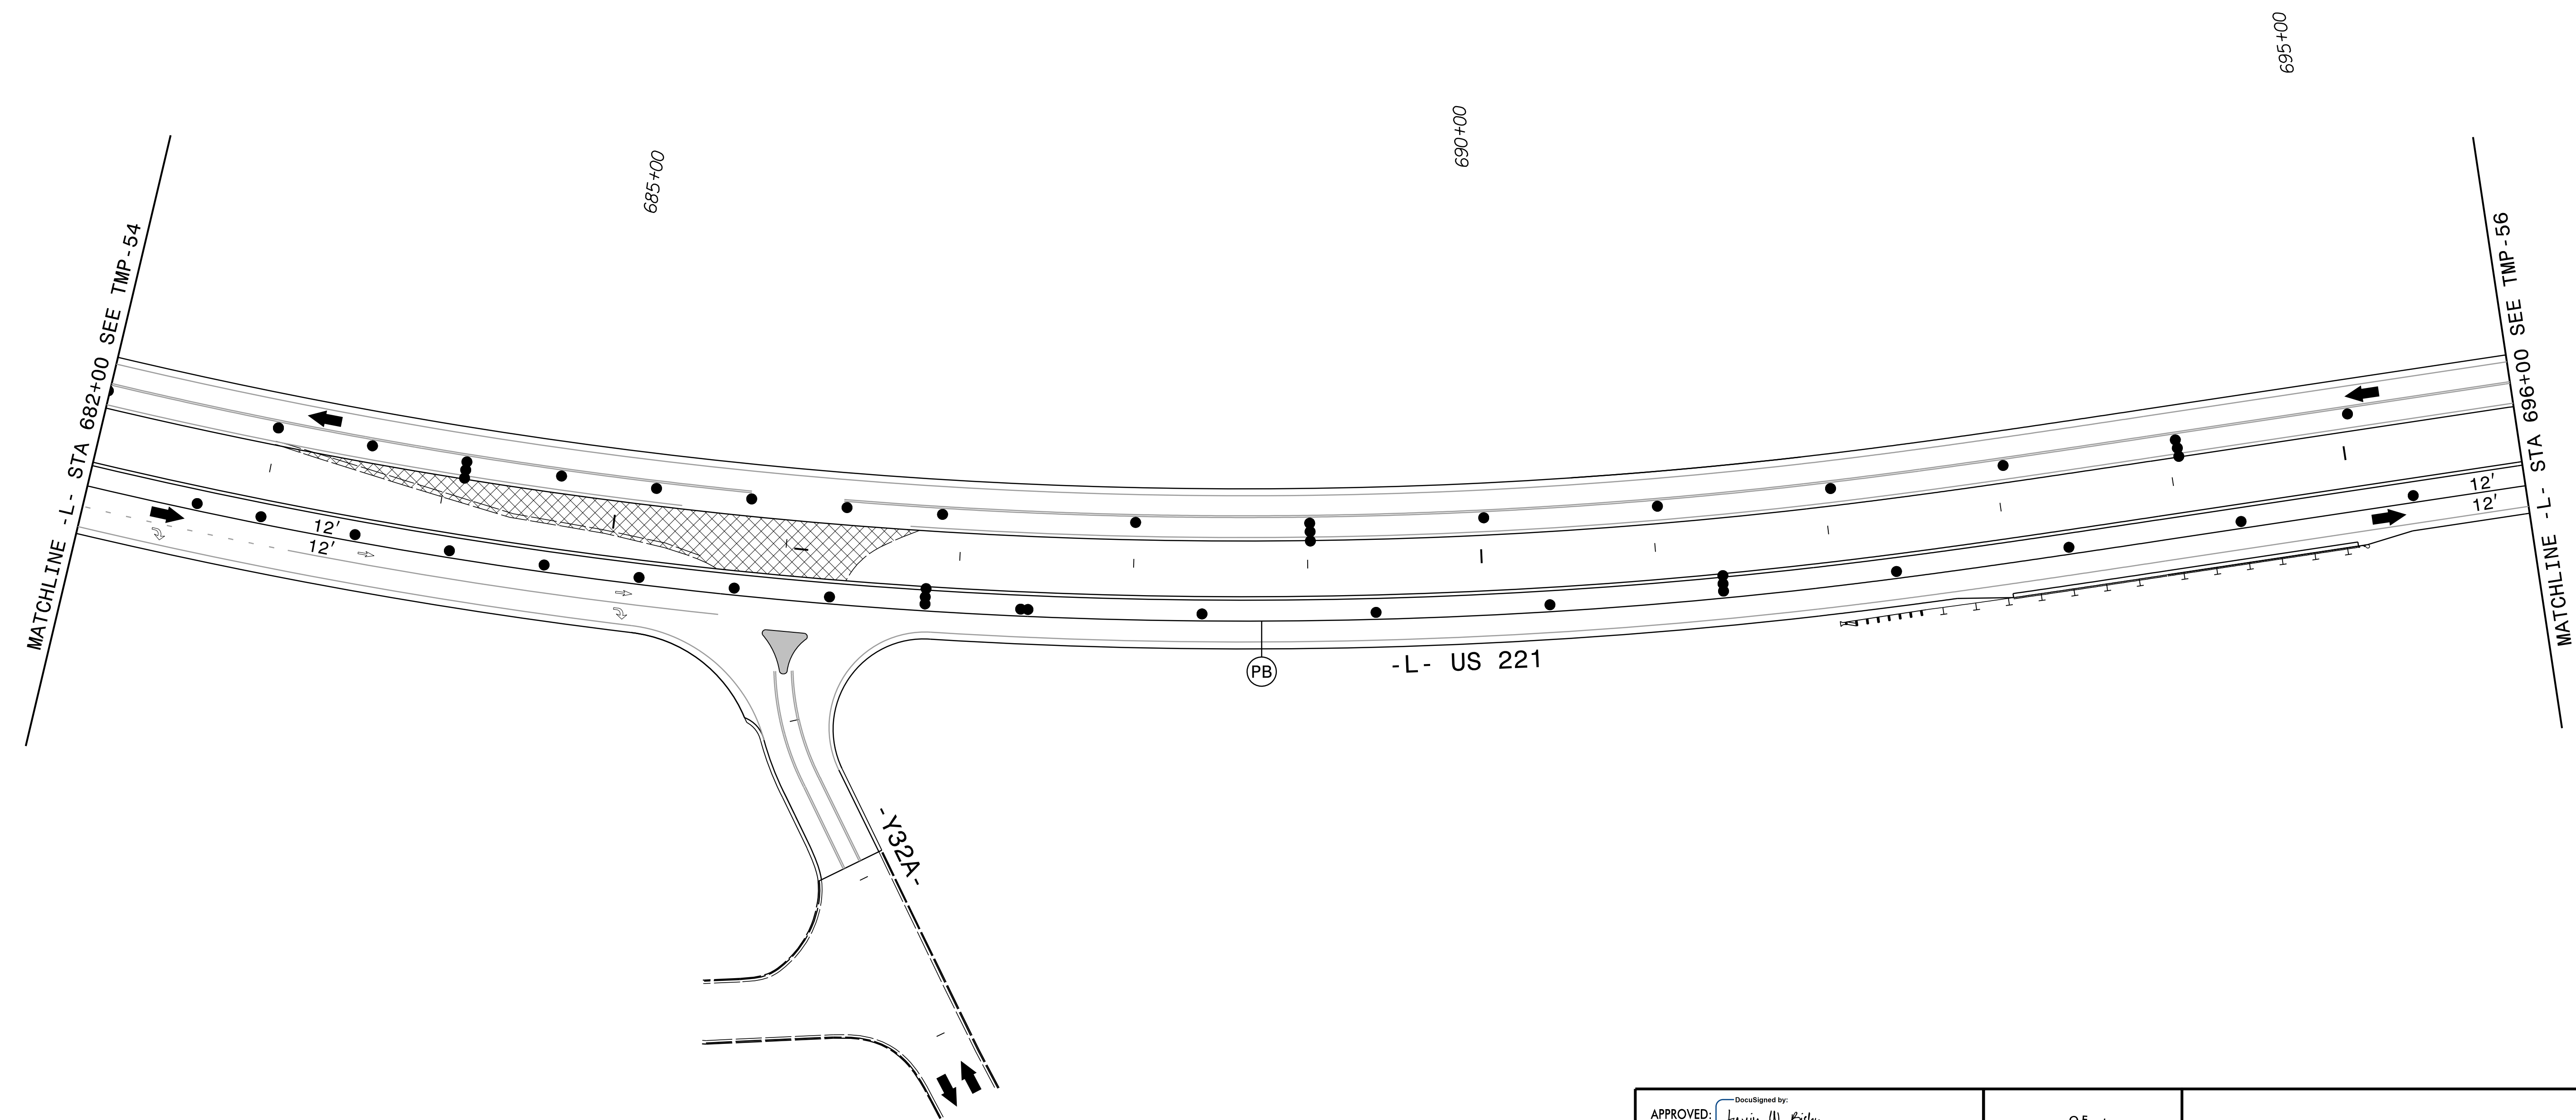 695+00
690+00
685+00
MATCHLINE -L- STA 682+00 SEE TMP-54
MATCHLINE -L- STA 696+00 SEE TMP-56
12'
12'
12'
12'
-L- US 221
PB
-Y32A-
DocuSigned by:
APPROVED: